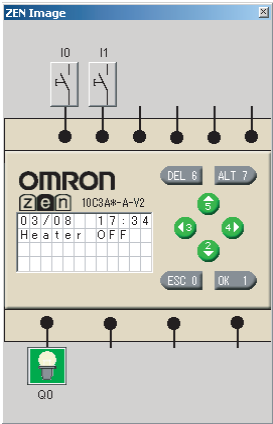 ZEN Image
I0 I1
OMRON
zen 10C3A*-A-V2
DEL 6 ALT 7
03/08 17:34
Heater OFF
5
3 4
2
ESC 0 OK 1
Q0